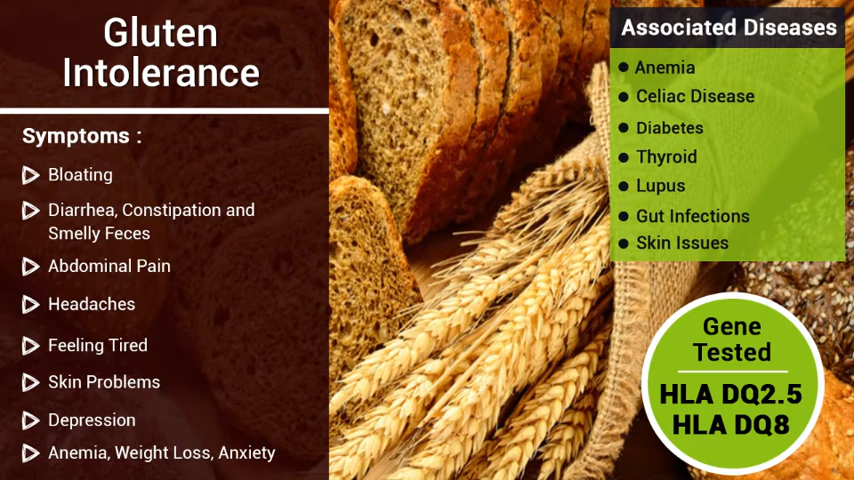 Gluten
Intolerance
Symptoms :
Bloating
Diarrhea, Constipation and
Smelly Feces
Abdominal Pain
Headaches
Feeling Tired
Skin Problems
Depression
Anemia, Weight Loss, Anxiety
Associated Diseases
Anemia
Celiac Disease
Diabetes
Thyroid
Lupus
Gut Infections
Skin Issues
Gene
Tested
HLA DQ2.5
HLA DQ8